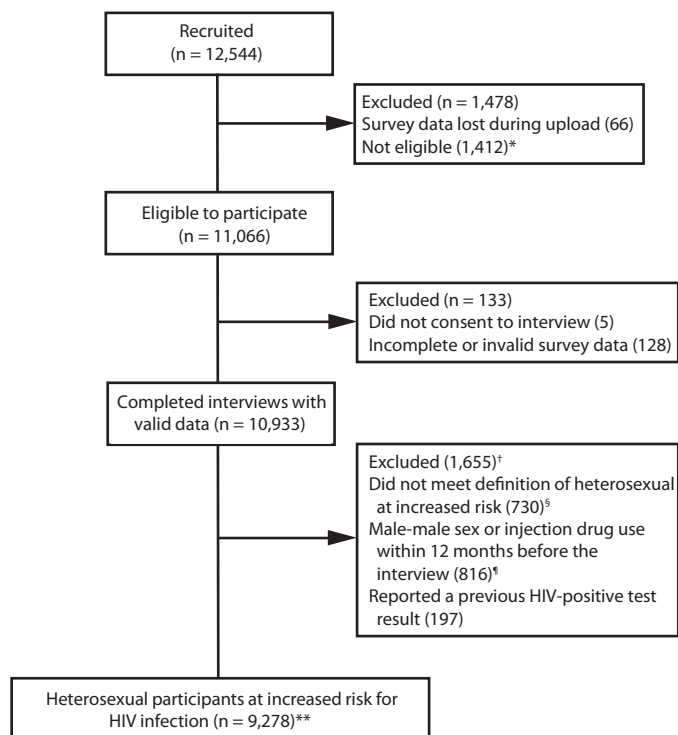 Recruited
(n = 12,544)
Excluded (n = 1,478)
Survey data lost during upload (66)
Not eligible (1,412)*
Eligible to participate
(n = 11,066)
Excluded (n = 133)
Did not consent to interview (5)
Incomplete or invalid survey data (128)
Completed interviews with
valid data (n = 10,933)
Excluded (1,655)†
Did not meet definition of heterosexual
at increased risk (730)§
Male-male sex or injection drug use
within 12 months before the
interview (816)¶
Reported a previous HIV-positive test
result (197)
Heterosexual participants at increased risk for
HIV infection (n = 9,278)**